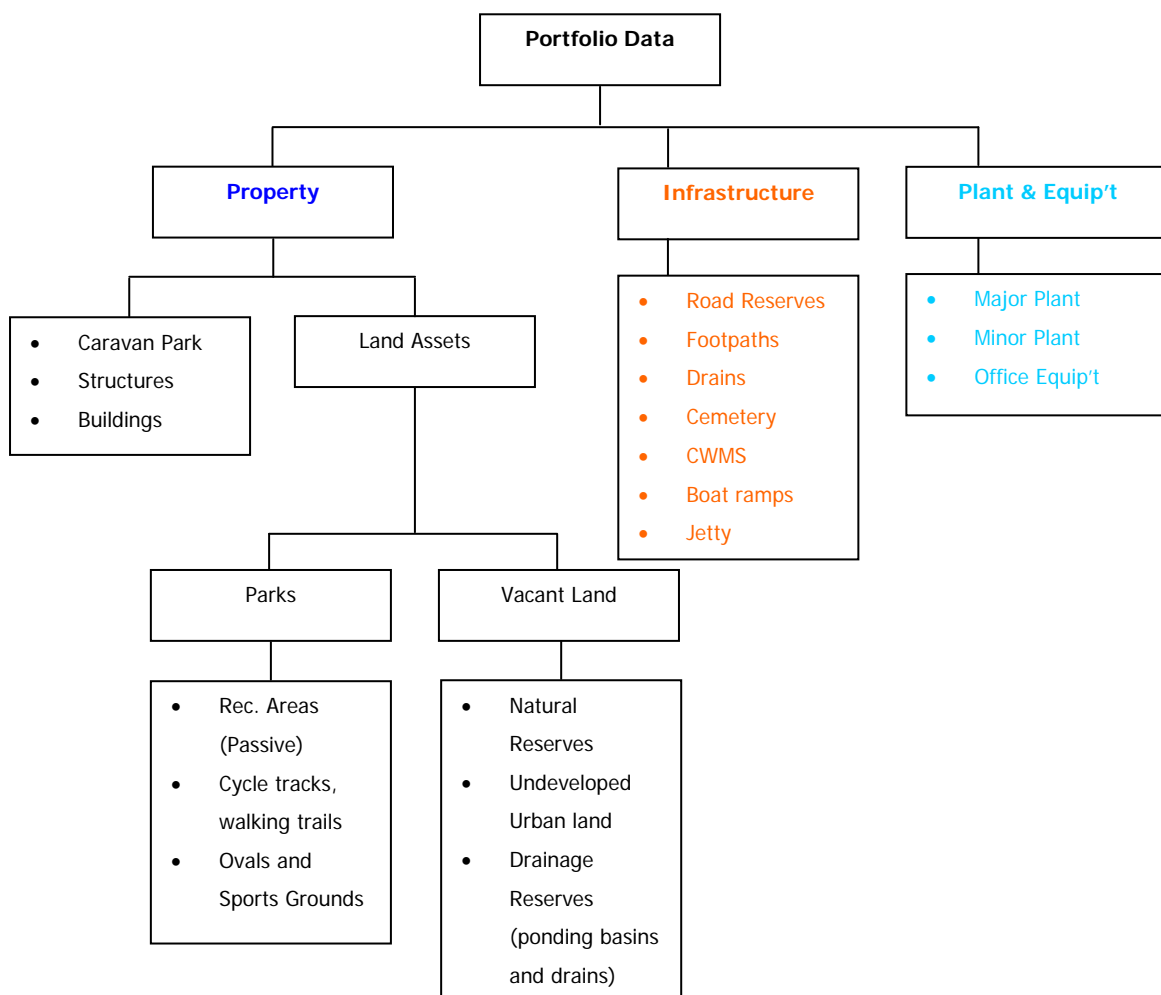 Portfolio Data
Property
Infrastructure
Plant & Equip't
• Caravan Park
• Structures
• Buildings
Land Assets
• Road Reserves
• Footpaths
• Drains
• Cemetery
• CWMS
• Boat ramps
• Jetty
• Major Plant
• Minor Plant
• Office Equip't
Parks
Vacant Land
• Rec. Areas
(Passive)
• Cycle tracks,
walking trails
• Ovals and
Sports Grounds
• Natural
Reserves
• Undeveloped
Urban land
• Drainage
Reserves
(ponding basins
and drains)